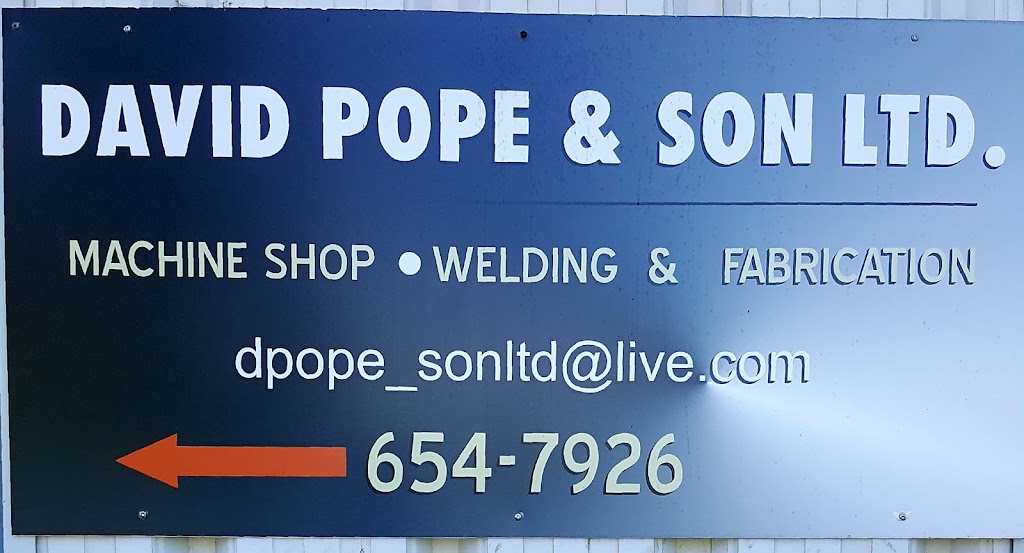 DAVID POPE & SON LTD.
MACHINE SHOP • WELDING & FABRICATION
dpope_sonltd@live.com
654-7926